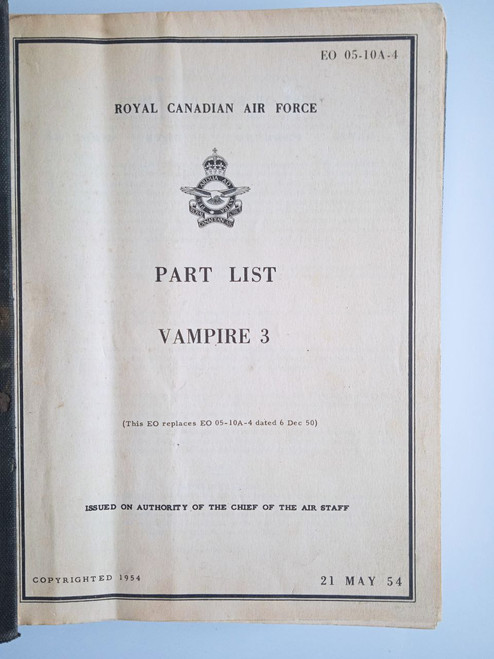 EO 05-10A-4
ROYAL CANADIAN AIR FORCE
PART LIST
VAMPIRE 3
(This EO replaces EO 05-10A-4 dated 6 Dec 50)
ISSUED ON AUTHORITY OF THE CHIEF OF THE AIR STAFF
COPYRIGHTED 1954
21 MAY 54